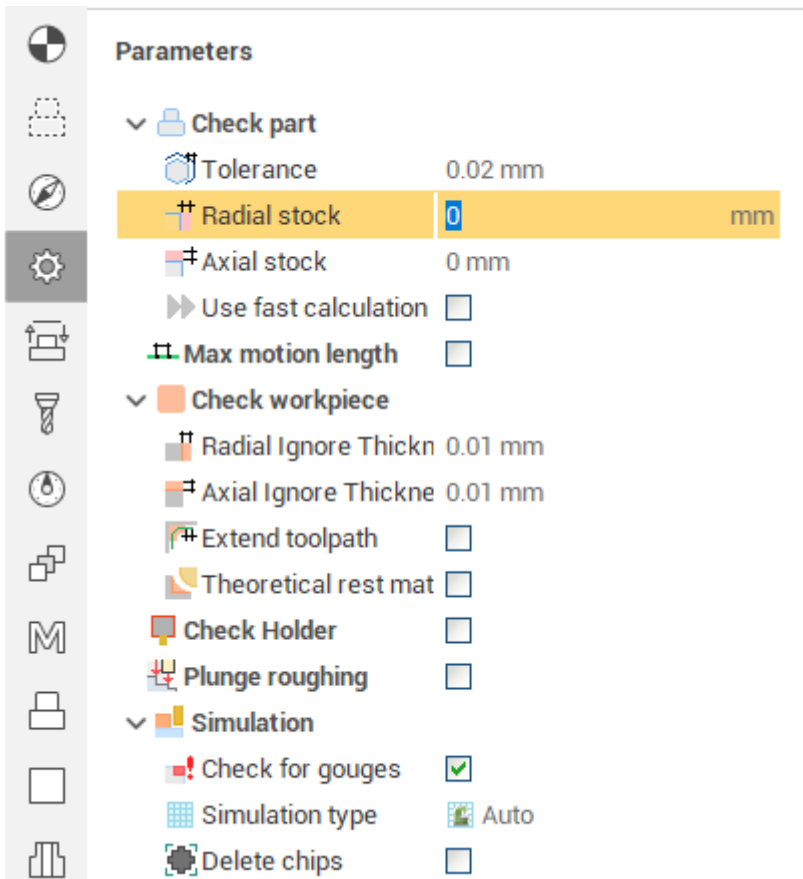 Parameters
Check part
Tolerance 0.02 mm
Radial stock 0 mm
Axial stock 0 mm
Use fast calculation
Max motion length
Check workpiece
Radial Ignore Thickn 0.01 mm
Axial Ignore Thickne 0.01 mm
Extend toolpath
Theoretical rest mat
Check Holder
Plunge roughing
Simulation
Check for gouges
Simulation type Auto
Delete chips